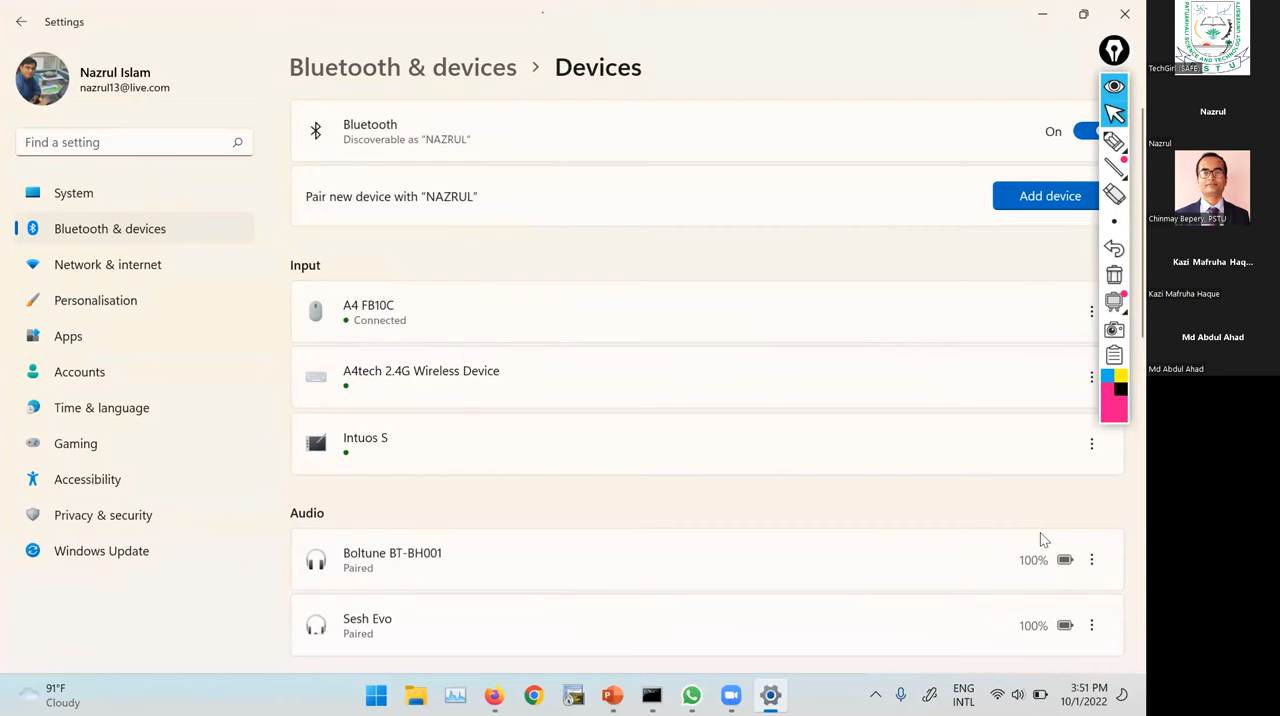 Settings
Nazrul Islam
nazrul13@live.com
Find a setting
System
Bluetooth & devices
Network & internet
Personalisation
Apps
Accounts
Time & language
Gaming
Accessibility
Privacy & security
Windows Update
Bluetooth & devices > Devices
Bluetooth
Discoverable as “NAZRUL”
On
Pair new device with “NAZRUL”
Add device
Input
A4 FB10C
Connected
A4tech 2.4G Wireless Device
Intuos S
Audio
Boltune BT-BH001
Paired
100%
Sesh Evo
Paired
100%
TechGirl (SAFE)
Nazrul
Nazrul
Chinmay Bepery, PSTU
Kazi Mafruha Haq...
Kazi Mafruha Haque
Md Abdul Ahad
Md Abdul Ahad
91°F
Cloudy
ENG
INTL
3:51 PM
10/1/2022